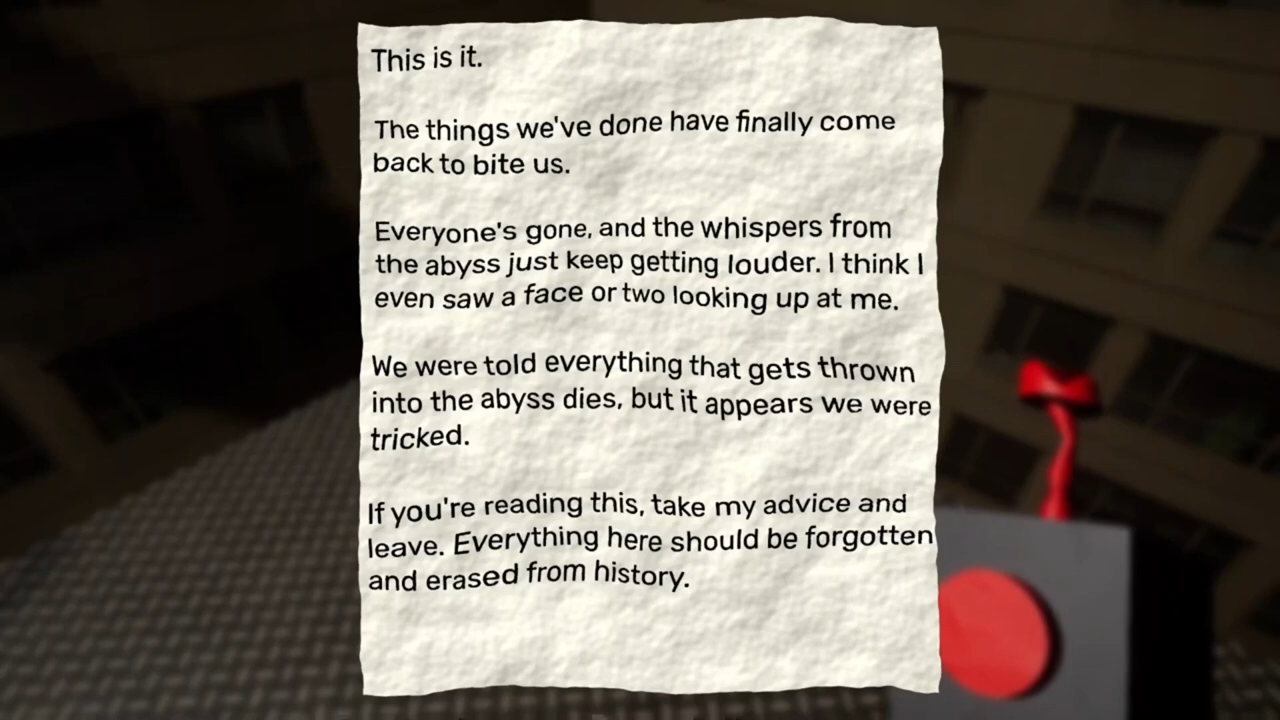 This is it.
The things we've done have finally come
back to bite us.
Everyone's gone, and the whispers from
the abyss just keep getting louder. I think I
even saw a face or two looking up at me.
We were told everything that gets thrown
into the abyss dies, but it appears we were
tricked.
If you're reading this, take my advice and
leave. Everything here should be forgotten
and erased from history.